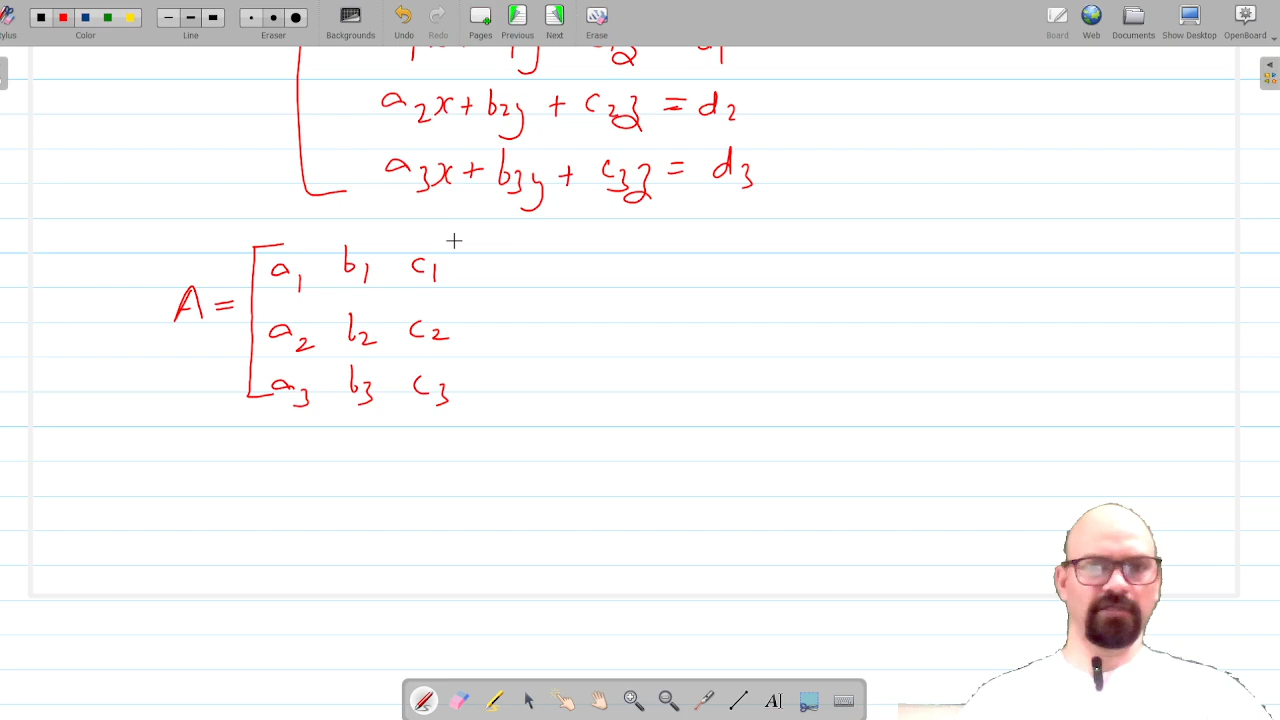 Color Line Eraser Backgrounds Undo Redo Pages Previous Next Erase Board Web Documents Show Desktop OpenBoard
a2x + b2y + c2z = d2
a3x + b3y + c3z = d3
A = [ a1 b1 c1
a2 b2 c2
a3 b3 c3